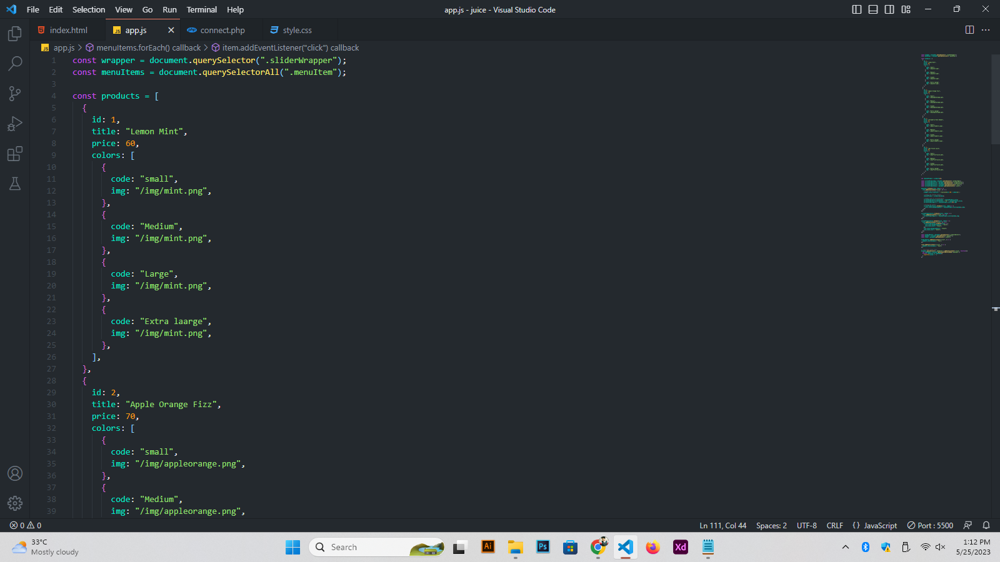 File Edit Selection View Go Run Terminal Help
app.js - juice - Visual Studio Code
index.html
JS app.js
php connect.php
style.css
JS app.js > menuItems.forEach() callback > item.addEventListener("click") callback
1 const wrapper = document.querySelector(".sliderWrapper");
2 const menuItems = document.querySelectorAll(".menuItem");
3
4 const products = [
5 {
6 id: 1,
7 title: "Lemon Mint",
8 price: 60,
9 colors: [
10 {
11 code: "small",
12 img: "/img/mint.png",
13 },
14 {
15 code: "Medium",
16 img: "/img/mint.png",
17 },
18 {
19 code: "Large",
20 img: "/img/mint.png",
21 },
22 {
23 code: "Extra laarge",
24 img: "/img/mint.png",
25 },
26 ],
27 },
28 {
29 id: 2,
30 title: "Apple Orange Fizz",
31 price: 70,
32 colors: [
33 {
34 code: "small",
35 img: "/img/appleorange.png",
36 },
37 {
38 code: "Medium",
39 img: "/img/appleorange.png",
0 0
Ln 111, Col 44 Spaces: 2 UTF-8 CRLF {} JavaScript Port : 5500
33°C
Mostly cloudy
Search
Ai
Ps
Xd
1:12 PM
5/25/2023